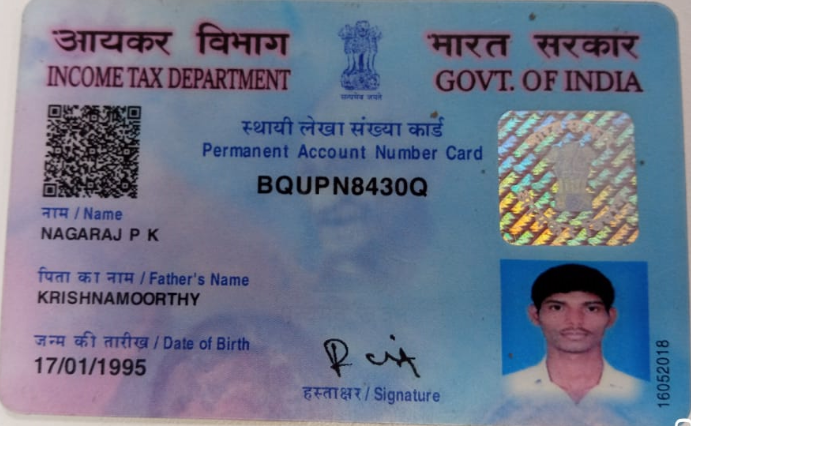 आयकर विभाग
INCOME TAX DEPARTMENT
सत्यमेव जयते
भारत सरकार
GOVT. OF INDIA
स्थायी लेखा संख्या कार्ड
Permanent Account Number Card
BQUPN8430Q
नाम / Name
NAGARAJ P K
पिता का नाम / Father's Name
KRISHNAMOORTHY
जन्म की तारीख / Date of Birth
17/01/1995
हस्ताक्षर / Signature
16052018